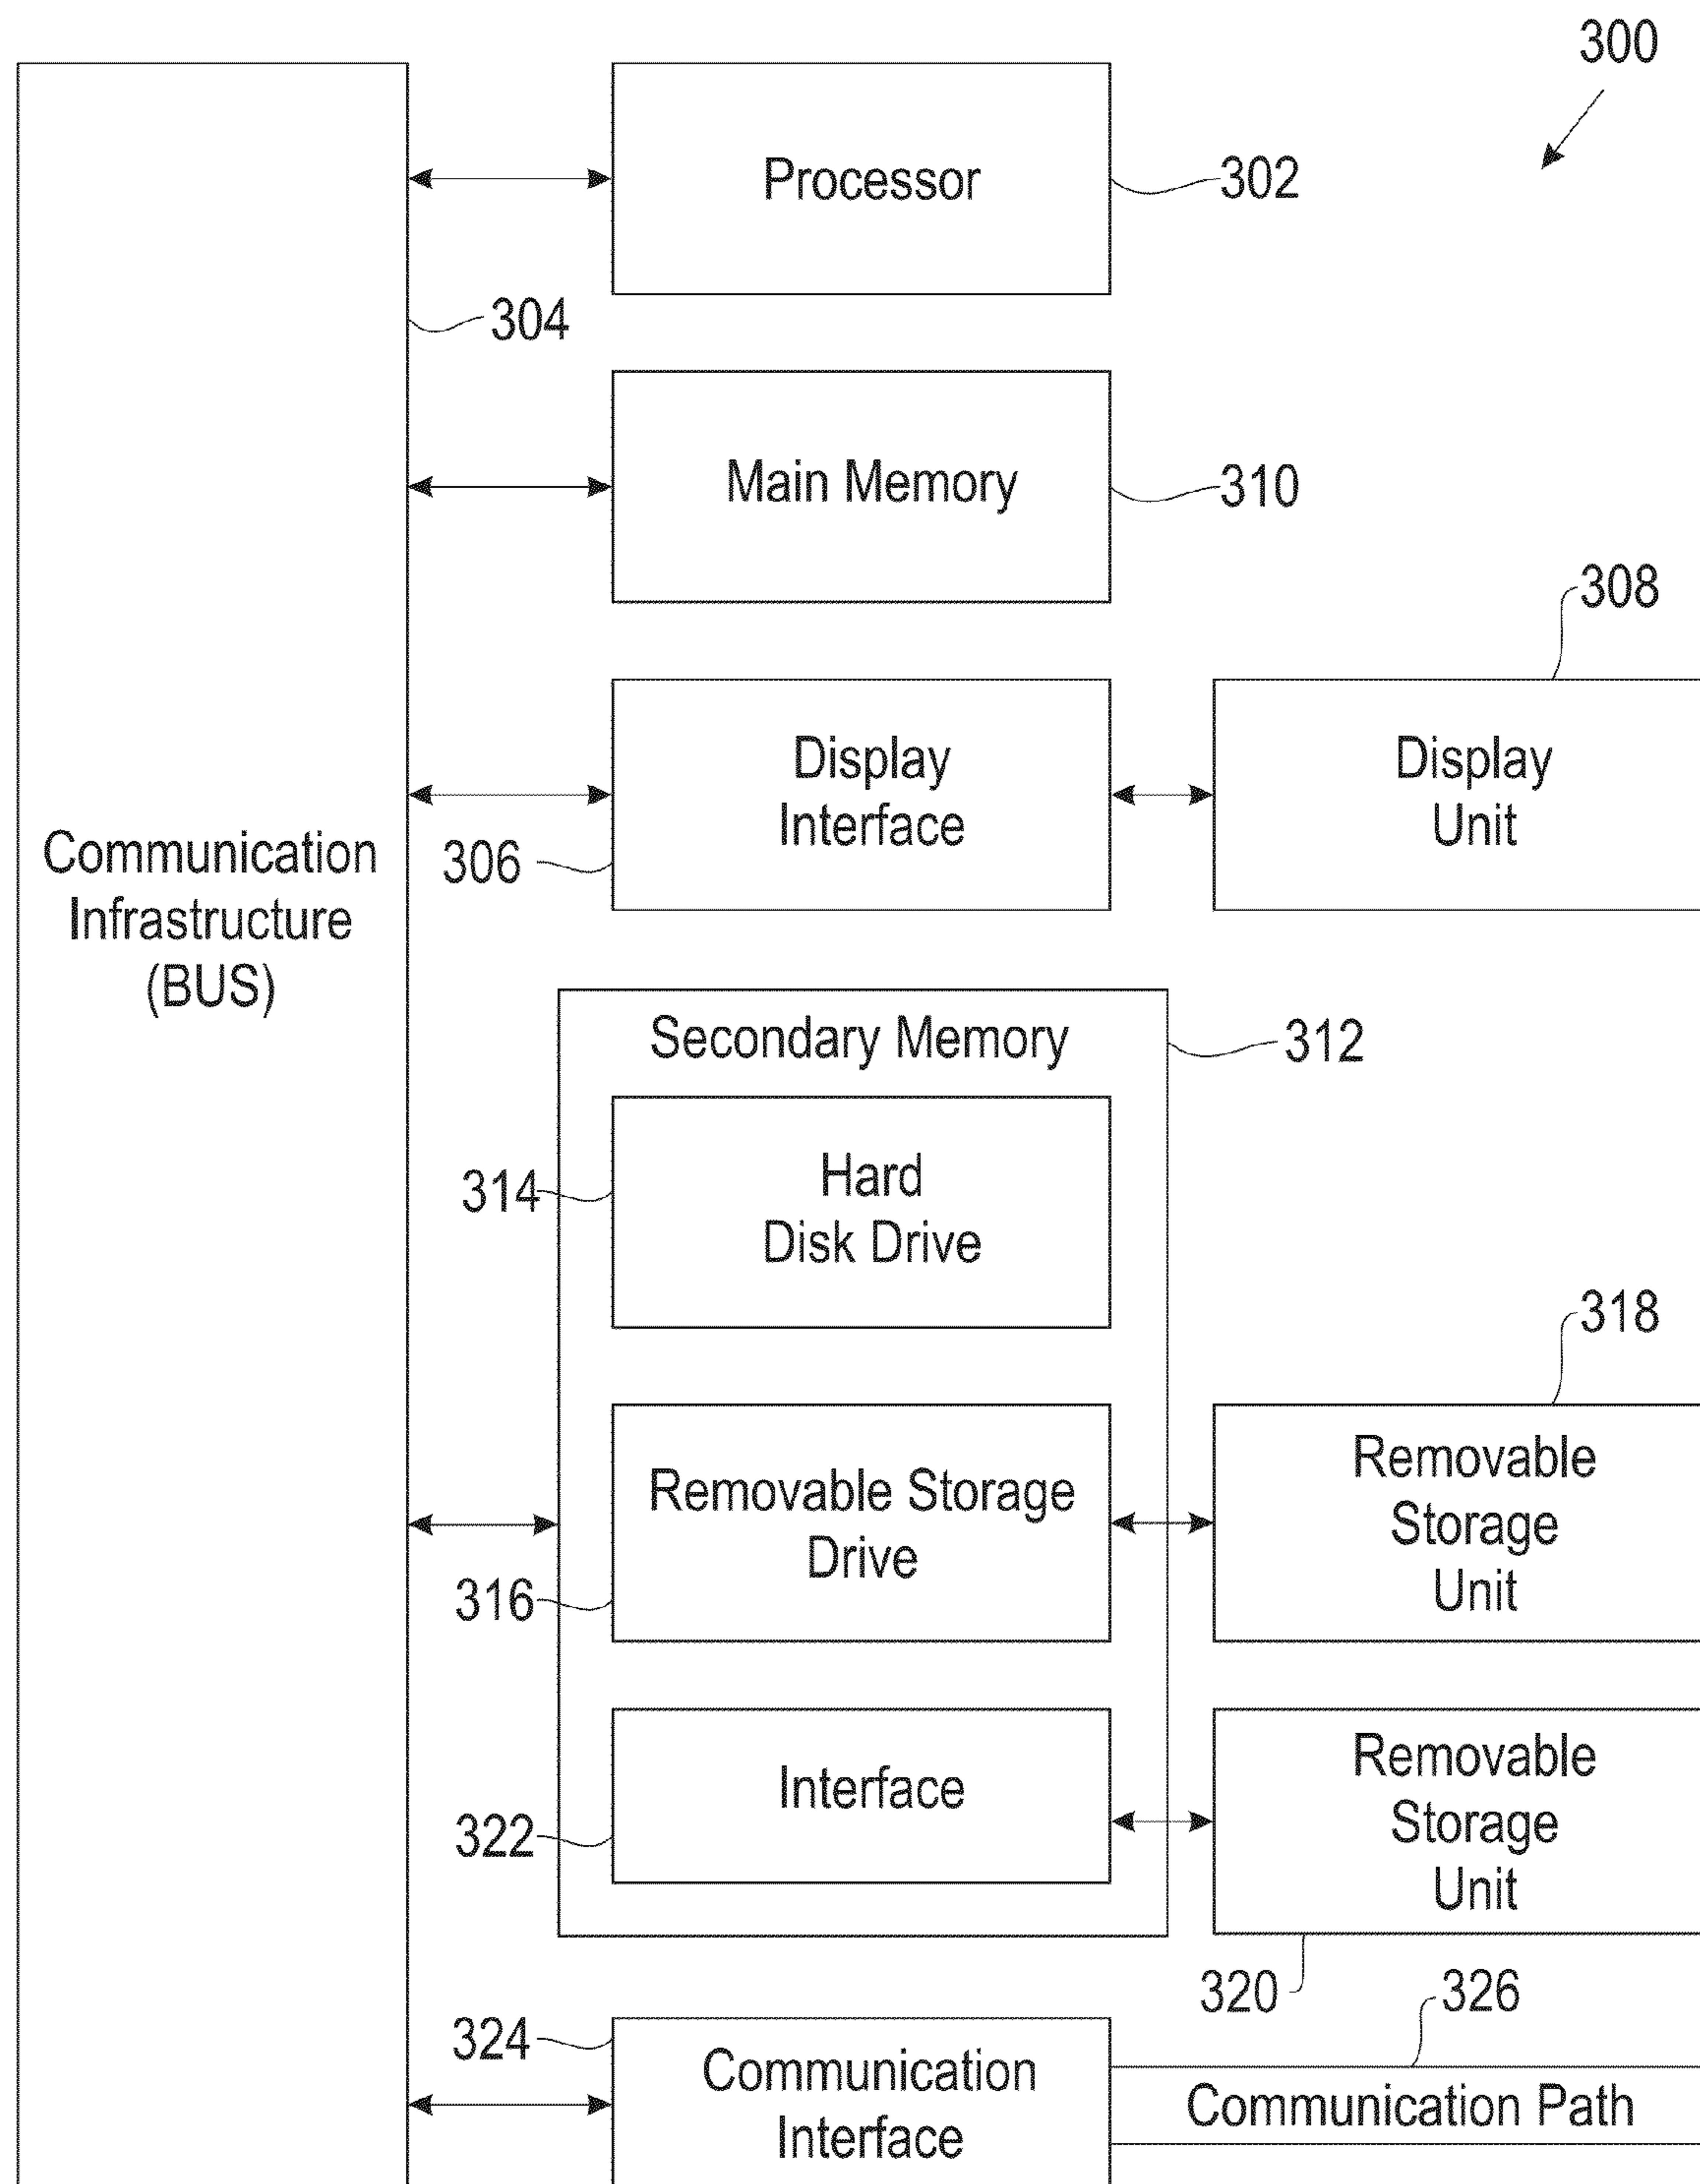 300
Processor
302
304
Main Memory
310
308
Display
Interface
306
Display
Unit
Communication
Infrastructure
(BUS)
Secondary Memory
312
Hard
Disk Drive
314
318
Removable Storage
Drive
316
Removable
Storage
Unit
Interface
322
Removable
Storage
Unit
320
326
324
Communication
Interface
Communication Path